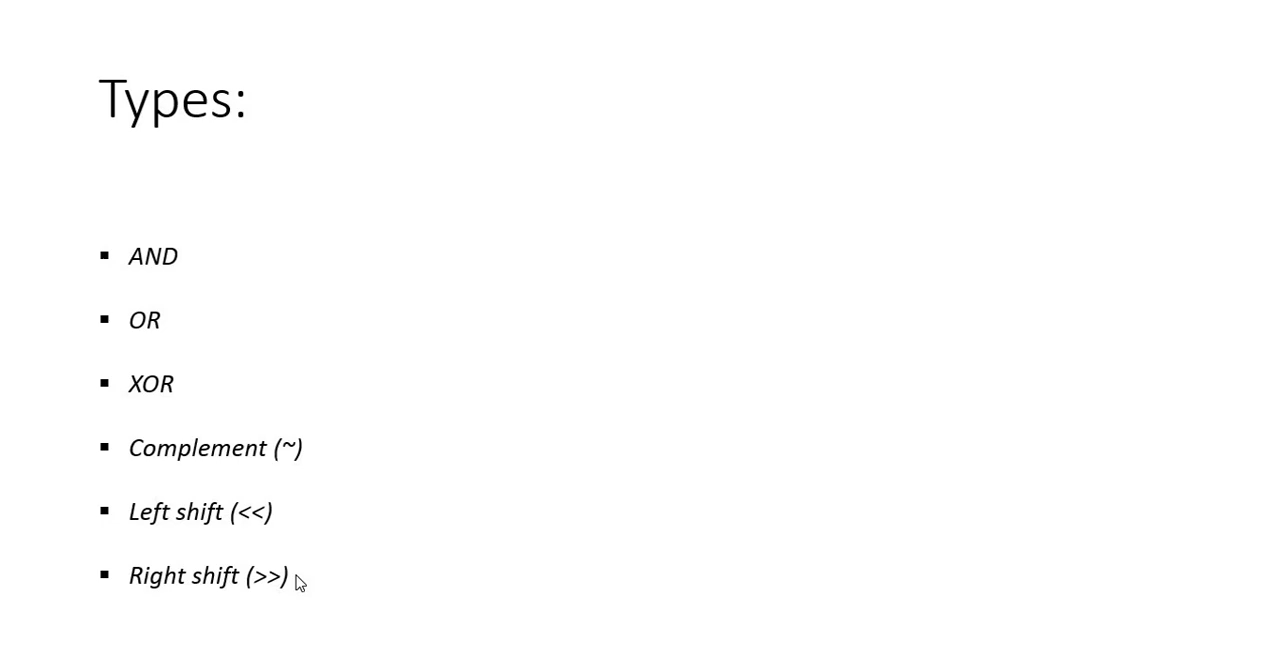 Types:
▪ AND
▪ OR
▪ XOR
▪ Complement (~)
▪ Left shift (<<)
▪ Right shift (>>)